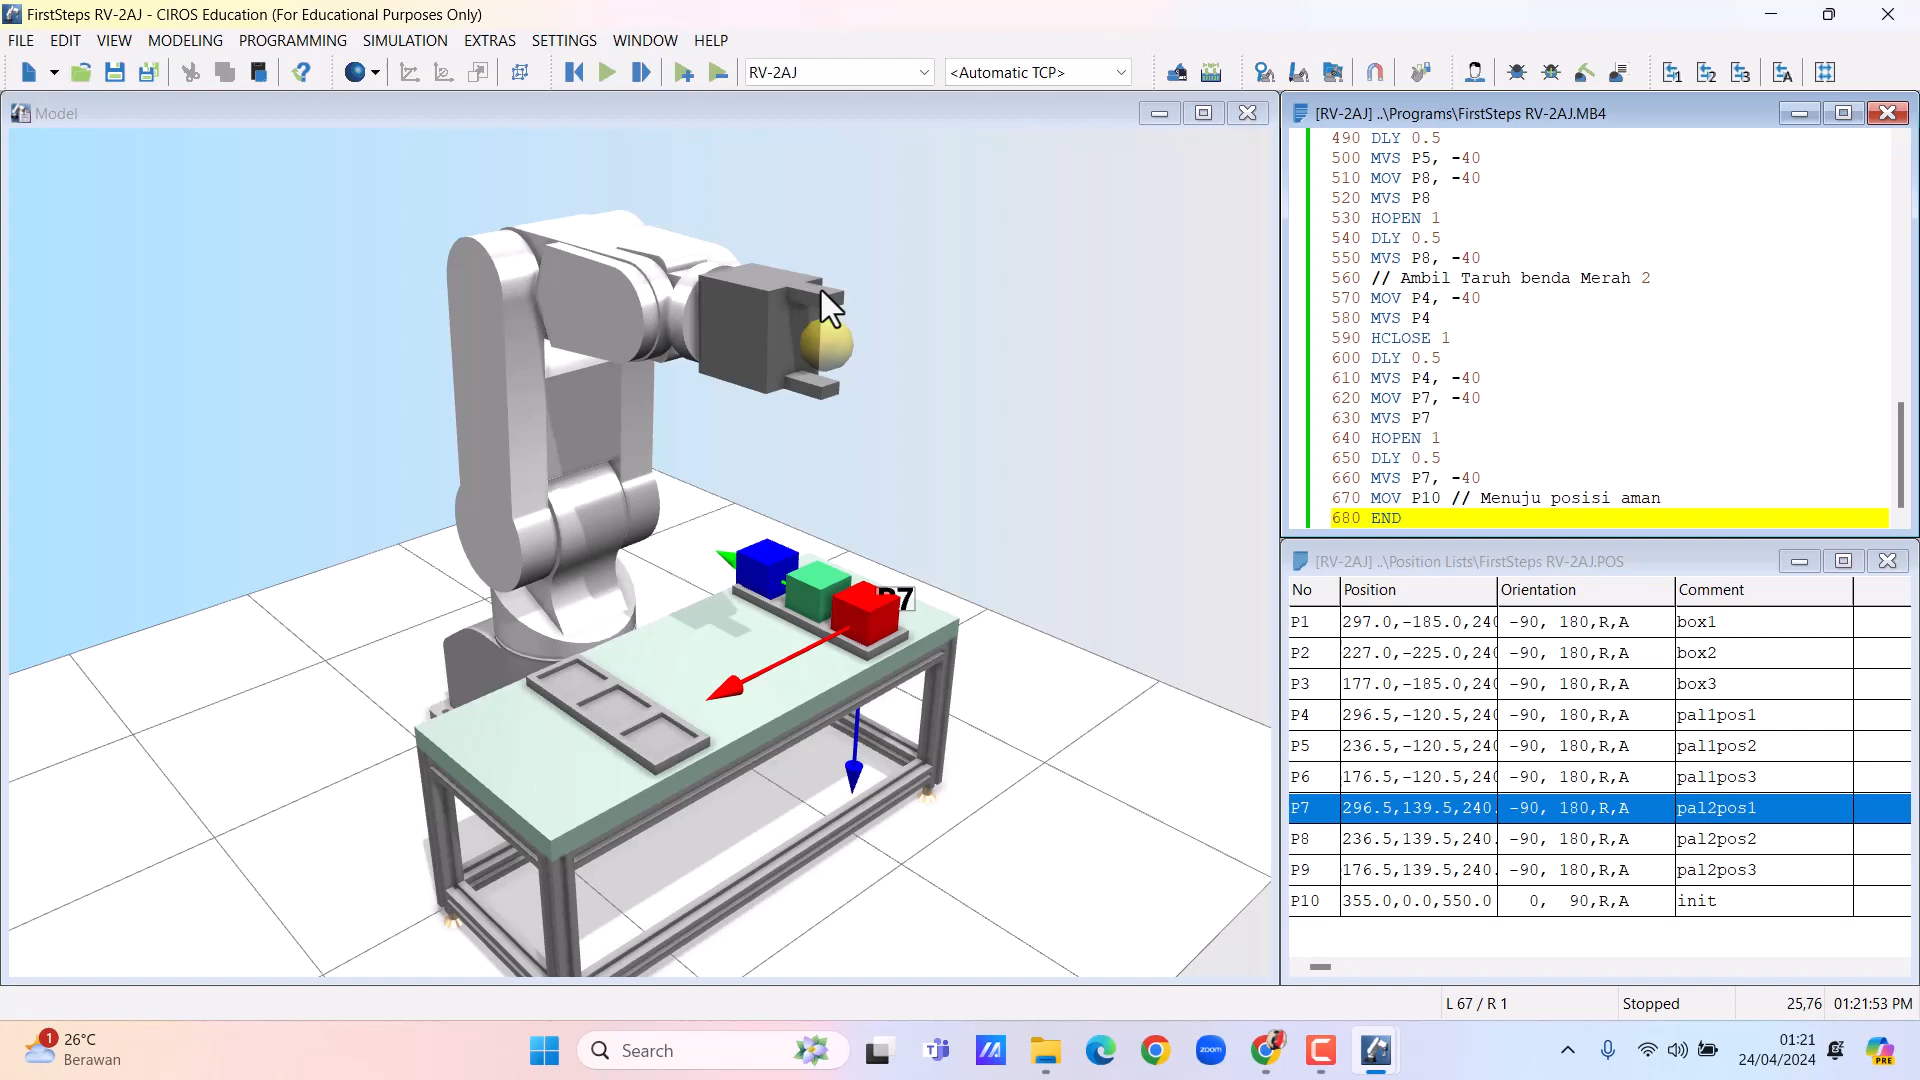 FirstSteps RV-2AJ - CIROS Education (For Educational Purposes Only)
FILE EDIT VIEW MODELING PROGRAMMING SIMULATION EXTRAS SETTINGS WINDOW HELP
RV-2AJ <Automatic TCP>
Model
[RV-2AJ] ..\Programs\FirstSteps RV-2AJ.MB4
490 DLY 0.5
500 MVS P5, -40
510 MOV P8, -40
520 MVS P8
530 HOPEN 1
540 DLY 0.5
550 MVS P8, -40
560 // Ambil Taruh benda Merah 2
570 MOV P4, -40
580 MVS P4
590 HCLOSE 1
600 DLY 0.5
610 MVS P4, -40
620 MOV P7, -40
630 MVS P7
640 HOPEN 1
650 DLY 0.5
660 MVS P7, -40
670 MOV P10 // Menuju posisi aman
680 END
P7
[RV-2AJ] ..\Position Lists\FirstSteps RV-2AJ.POS
No Position Orientation Comment
P1 297.0,-185.0,240 -90, 180,R,A box1
P2 227.0,-225.0,240 -90, 180,R,A box2
P3 177.0,-185.0,240 -90, 180,R,A box3
P4 296.5,-120.5,240 -90, 180,R,A pal1pos1
P5 236.5,-120.5,240 -90, 180,R,A pal1pos2
P6 176.5,-120.5,240 -90, 180,R,A pal1pos3
P7 296.5,139.5,240. -90, 180,R,A pal2pos1
P8 236.5,139.5,240. -90, 180,R,A pal2pos2
P9 176.5,139.5,240. -90, 180,R,A pal2pos3
P10 355.0,0.0,550.0 0, 90,R,A init
L 67 / R 1 Stopped 25,76 01:21:53 PM
1 26°C
Berawan
Search
zoom
01:21
24/04/2024
PRE